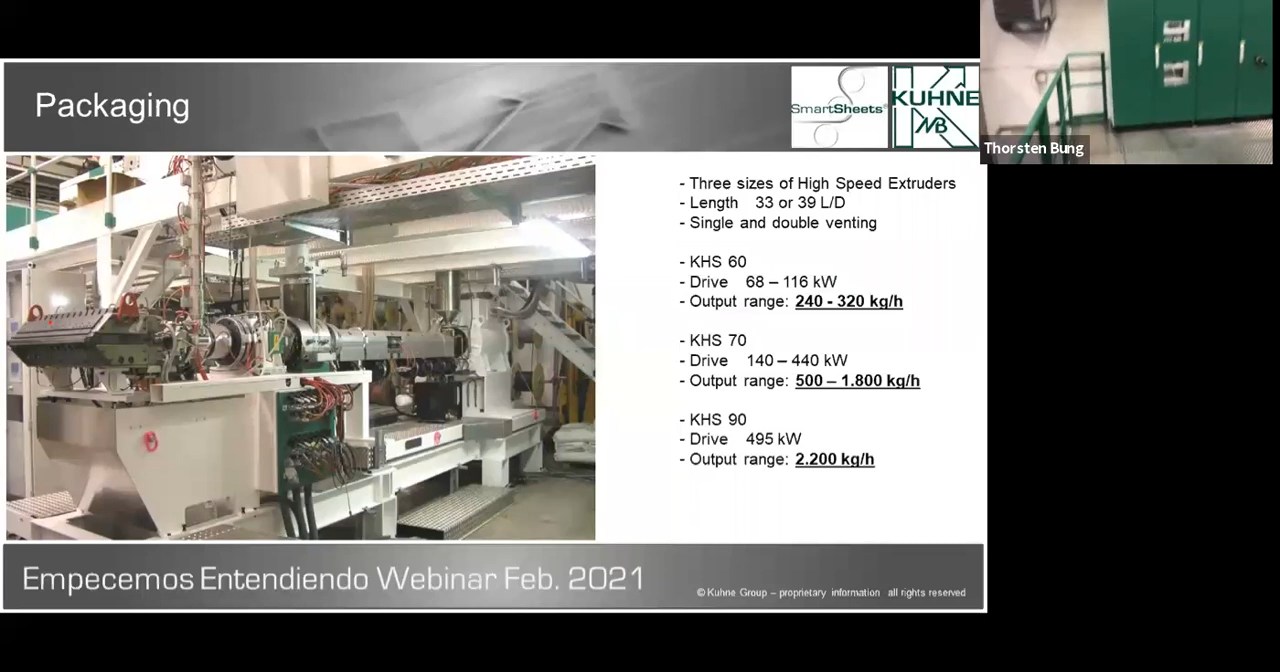 Packaging
SmartSheets®
KUHNE
MB
Thorsten Bung
- Three sizes of High Speed Extruders
- Length 33 or 39 L/D
- Single and double venting
- KHS 60
- Drive 68 – 116 kW
- Output range: 240 - 320 kg/h
- KHS 70
- Drive 140 – 440 kW
- Output range: 500 – 1.800 kg/h
- KHS 90
- Drive 495 kW
- Output range: 2.200 kg/h
Empecemos Entendiendo Webinar Feb. 2021
© Kuhne Group – proprietary information all rights reserved